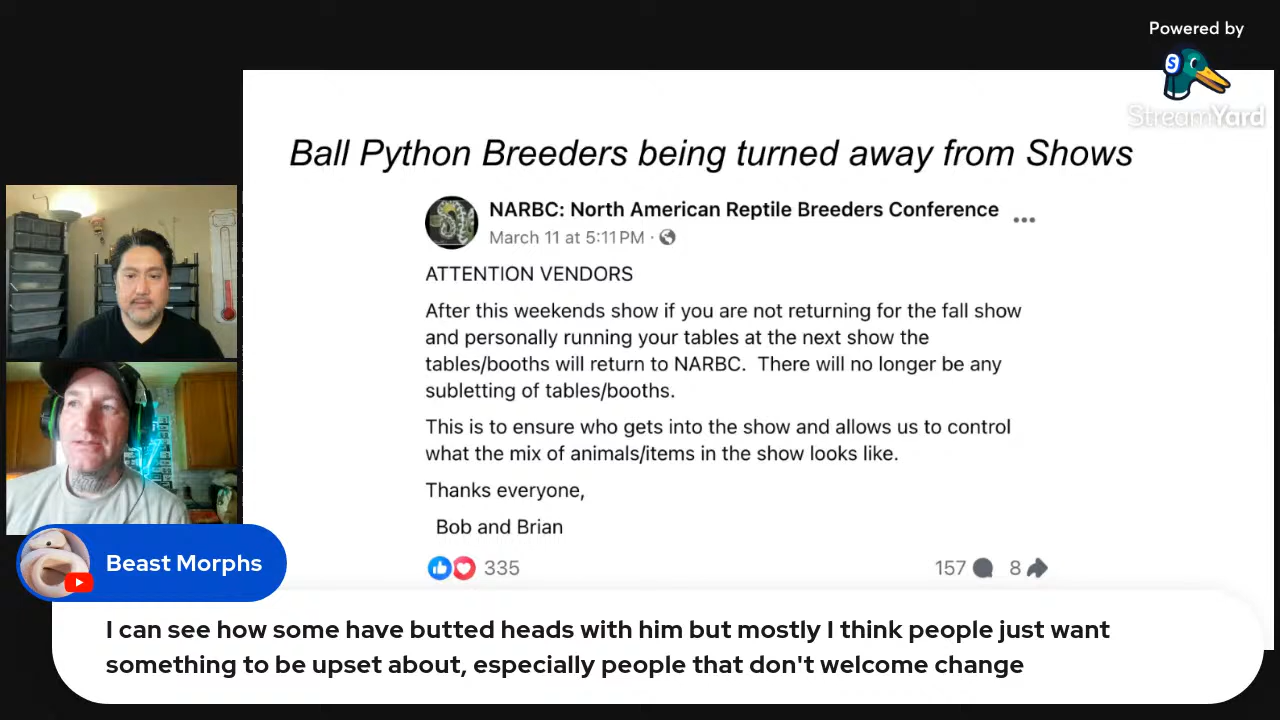 Powered by
StreamYard
Ball Python Breeders being turned away from Shows
NARBC: North American Reptile Breeders Conference
March 11 at 5:11 PM ·
ATTENTION VENDORS
After this weekends show if you are not returning for the fall show
and personally running your tables at the next show the
tables/booths will return to NARBC. There will no longer be any
subletting of tables/booths.
This is to ensure who gets into the show and allows us to control
what the mix of animals/items in the show looks like.
Thanks everyone,
Bob and Brian
335
157
8
Beast Morphs
I can see how some have butted heads with him but mostly I think people just want
something to be upset about, especially people that don't welcome change